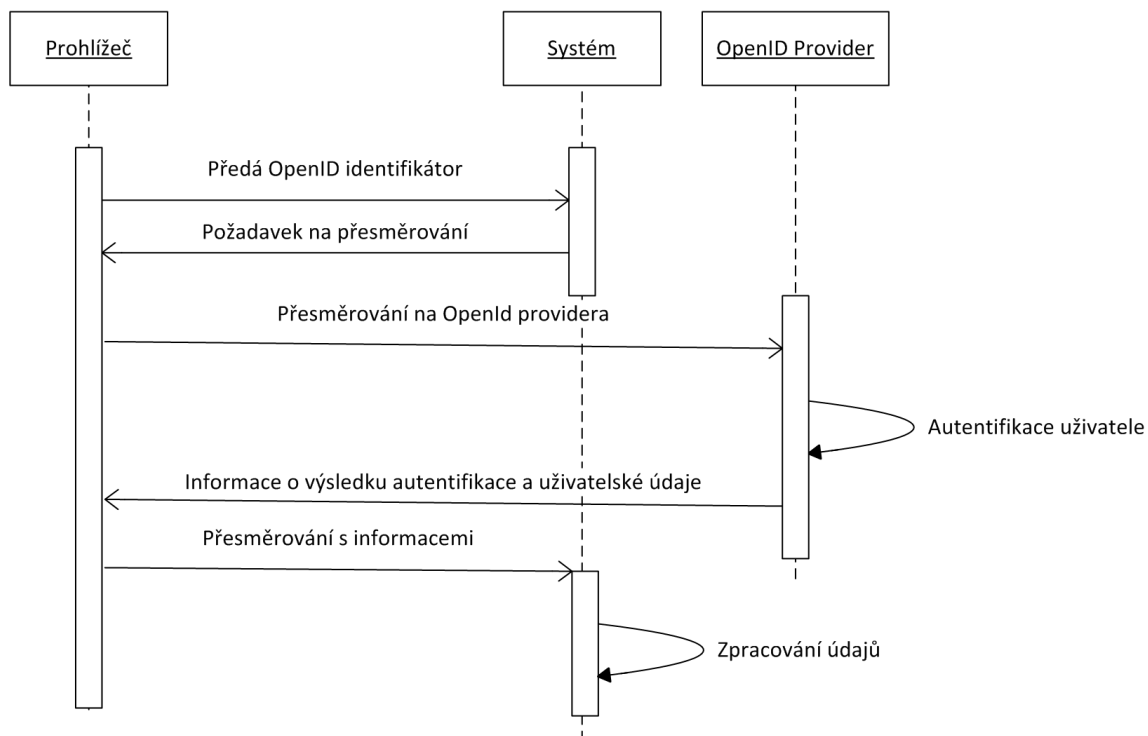 Prohlížeč
Systém
OpenID Provider
Předá OpenID identifikátor
Požadavek na přesměrování
Přesměrování na OpenId providera
Autentifikace uživatele
Informace o výsledku autentifikace a uživatelské údaje
Přesměrování s informacemi
Zpracování údajů